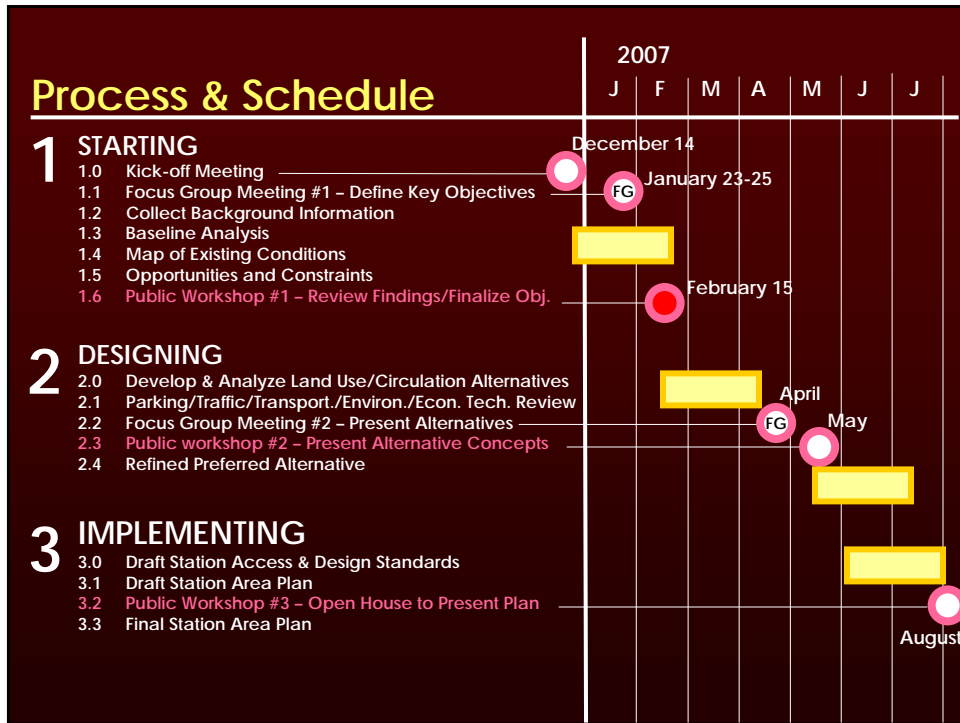 2007
Process & Schedule
J F M A M J J
1 STARTING
December 14
1.0 Kick-off Meeting
January 23-25
1.1 Focus Group Meeting #1 – Define Key Objectives
FG
1.2 Collect Background Information
1.3 Baseline Analysis
1.4 Map of Existing Conditions
1.5 Opportunities and Constraints
February 15
1.6 Public Workshop #1 – Review Findings/Finalize Obj.
2 DESIGNING
2.0 Develop & Analyze Land Use/Circulation Alternatives
April
2.1 Parking/Traffic/Transport./Environ./Econ. Tech. Review
2.2 Focus Group Meeting #2 – Present Alternatives
FG
May
2.3 Public workshop #2 – Present Alternative Concepts
2.4 Refined Preferred Alternative
3 IMPLEMENTING
3.0 Draft Station Access & Design Standards
3.1 Draft Station Area Plan
3.2 Public Workshop #3 – Open House to Present Plan
3.3 Final Station Area Plan
August